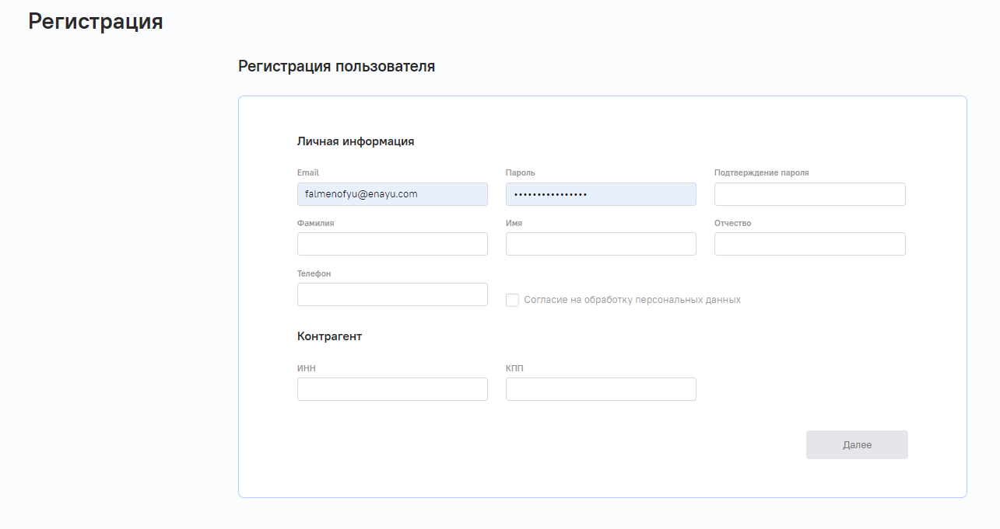 Регистрация
Регистрация пользователя
Личная информация
Email Пароль Подтверждение пароля
falmenofyu@enayu.com ••••••••••••••••
Фамилия Имя Отчество
Телефон
Согласие на обработку персональных данных
Контрагент
ИНН КПП
Далее